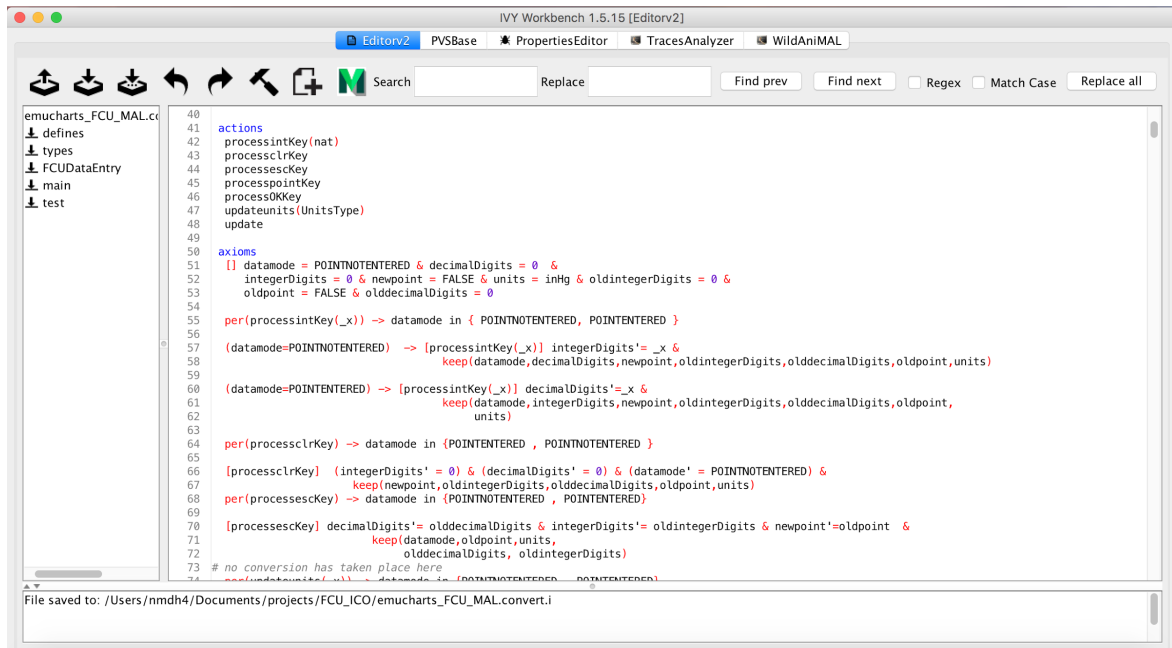 IVY Workbench 1.5.15 [Editorv2]
Editorv2 PVSBase PropertiesEditor TracesAnalyzer WildAniMAL
Search Replace Find prev Find next Regex Match Case Replace all
emucharts_FCU_MAL.co
defines
types
FCUDataEntry
main
test
40
41 actions
42 processintKey(nat)
43 processclrKey
44 processescKey
45 processpointKey
46 processOKKey
47 updateunits(UnitsType)
48 update
49
50 axioms
51 [] datamode = POINTNOTENTERED & decimalDigits = 0 &
52 integerDigits = 0 & newpoint = FALSE & units = inHg & oldintegerDigits = 0 &
53 oldpoint = FALSE & olddecimalDigits = 0
54
55 per(processintKey(_x)) -> datamode in { POINTNOTENTERED, POINTENTERED }
56
57 (datamode=POINTNOTENTERED) -> [processintKey(_x)] integerDigits'= _x &
58 keep(datamode,decimalDigits,newpoint,oldintegerDigits,olddecimalDigits,oldpoint,units)
59
60 (datamode=POINTENTERED) -> [processintKey(_x)] decimalDigits'=_x &
61 keep(datamode,integerDigits,newpoint,oldintegerDigits,olddecimalDigits,oldpoint,
62 units)
63
64 per(processclrKey) -> datamode in {POINTENTERED , POINTNOTENTERED }
65
66 [processclrKey] (integerDigits' = 0) & (decimalDigits' = 0) & (datamode' = POINTNOTENTERED) &
67 keep(newpoint,oldintegerDigits,olddecimalDigits,oldpoint,units)
68 per(processescKey) -> datamode in {POINTNOTENTERED , POINTENTERED}
69
70 [processescKey] decimalDigits'= olddecimalDigits & integerDigits'= oldintegerDigits & newpoint'=oldpoint &
71 keep(datamode,oldpoint,units,
72 olddecimalDigits, oldintegerDigits)
73 # no conversion has taken place here
74 per(updateunits(_x)) -> datamode in {POINTNOTENTERED , POINTENTERED}
File saved to: /Users/nmdh4/Documents/projects/FCU_ICO/emucharts_FCU_MAL.convert.i